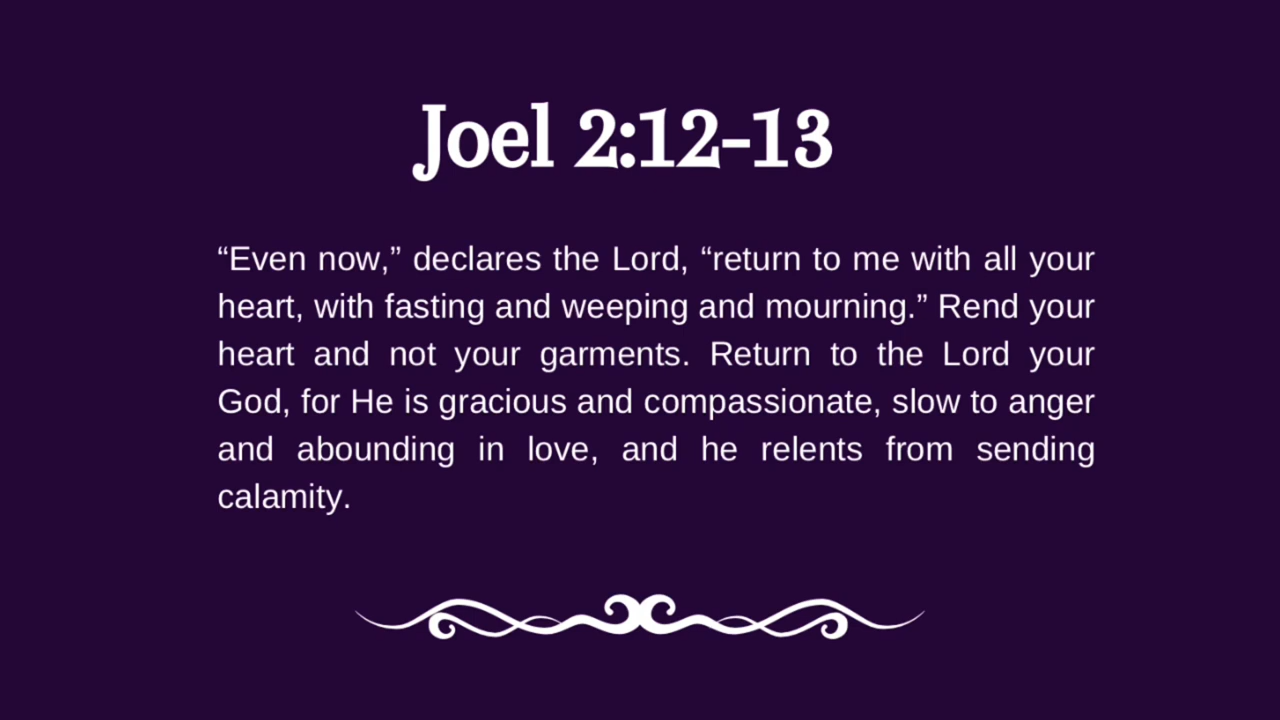 Joel 2:12-13
“Even now,” declares the Lord, “return to me with all your
heart, with fasting and weeping and mourning.” Rend your
heart and not your garments. Return to the Lord your
God, for He is gracious and compassionate, slow to anger
and abounding in love, and he relents from sending
calamity.